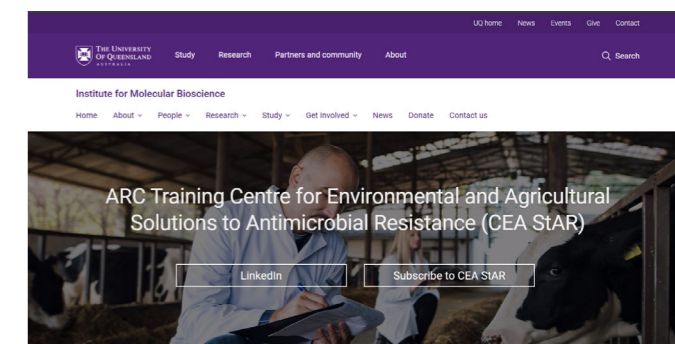 UQ home News Events Give Contact
THE UNIVERSITY
OF QUEENSLAND
AUSTRALIA
Study Research Partners and community About
Search
Institute for Molecular Bioscience
Home About People Research Study Get Involved News Donate Contact us
ARC Training Centre for Environmental and Agricultural
Solutions to Antimicrobial Resistance (CEA StAR)
LinkedIn Subscribe to CEA StAR